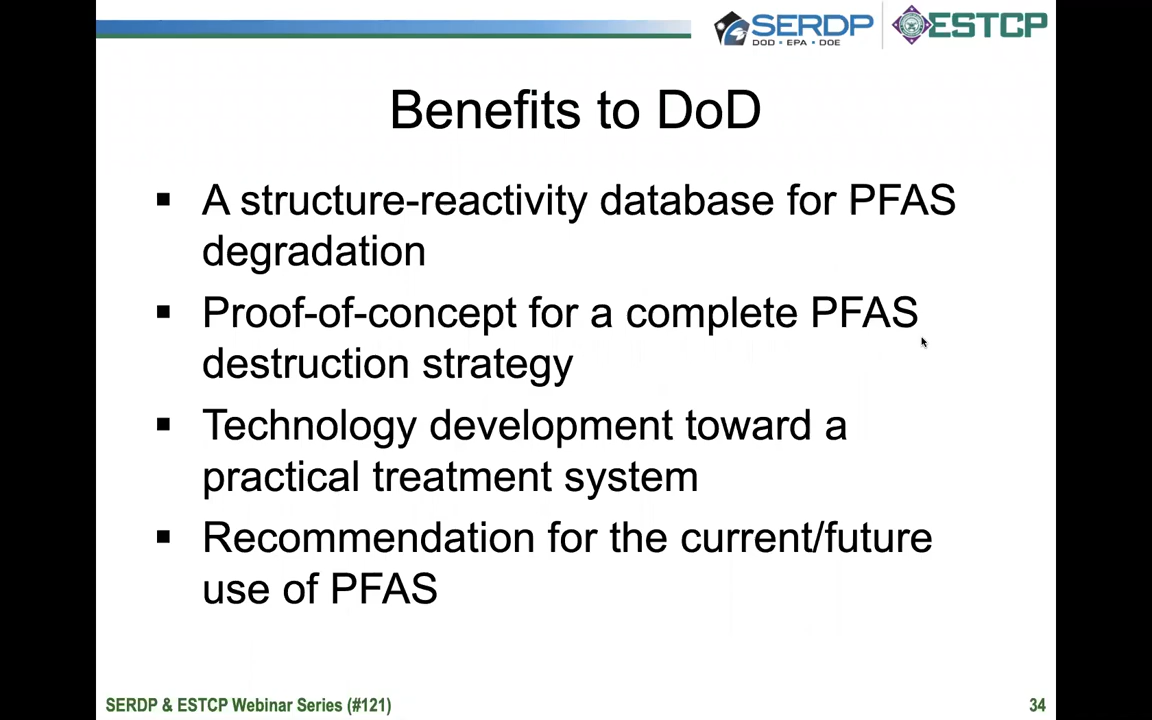 SERDP
DOD • EPA • DOE
ESTCP
Benefits to DoD
▪ A structure-reactivity database for PFAS
degradation
▪ Proof-of-concept for a complete PFAS
destruction strategy
▪ Technology development toward a
practical treatment system
▪ Recommendation for the current/future
use of PFAS
SERDP & ESTCP Webinar Series (#121)
34